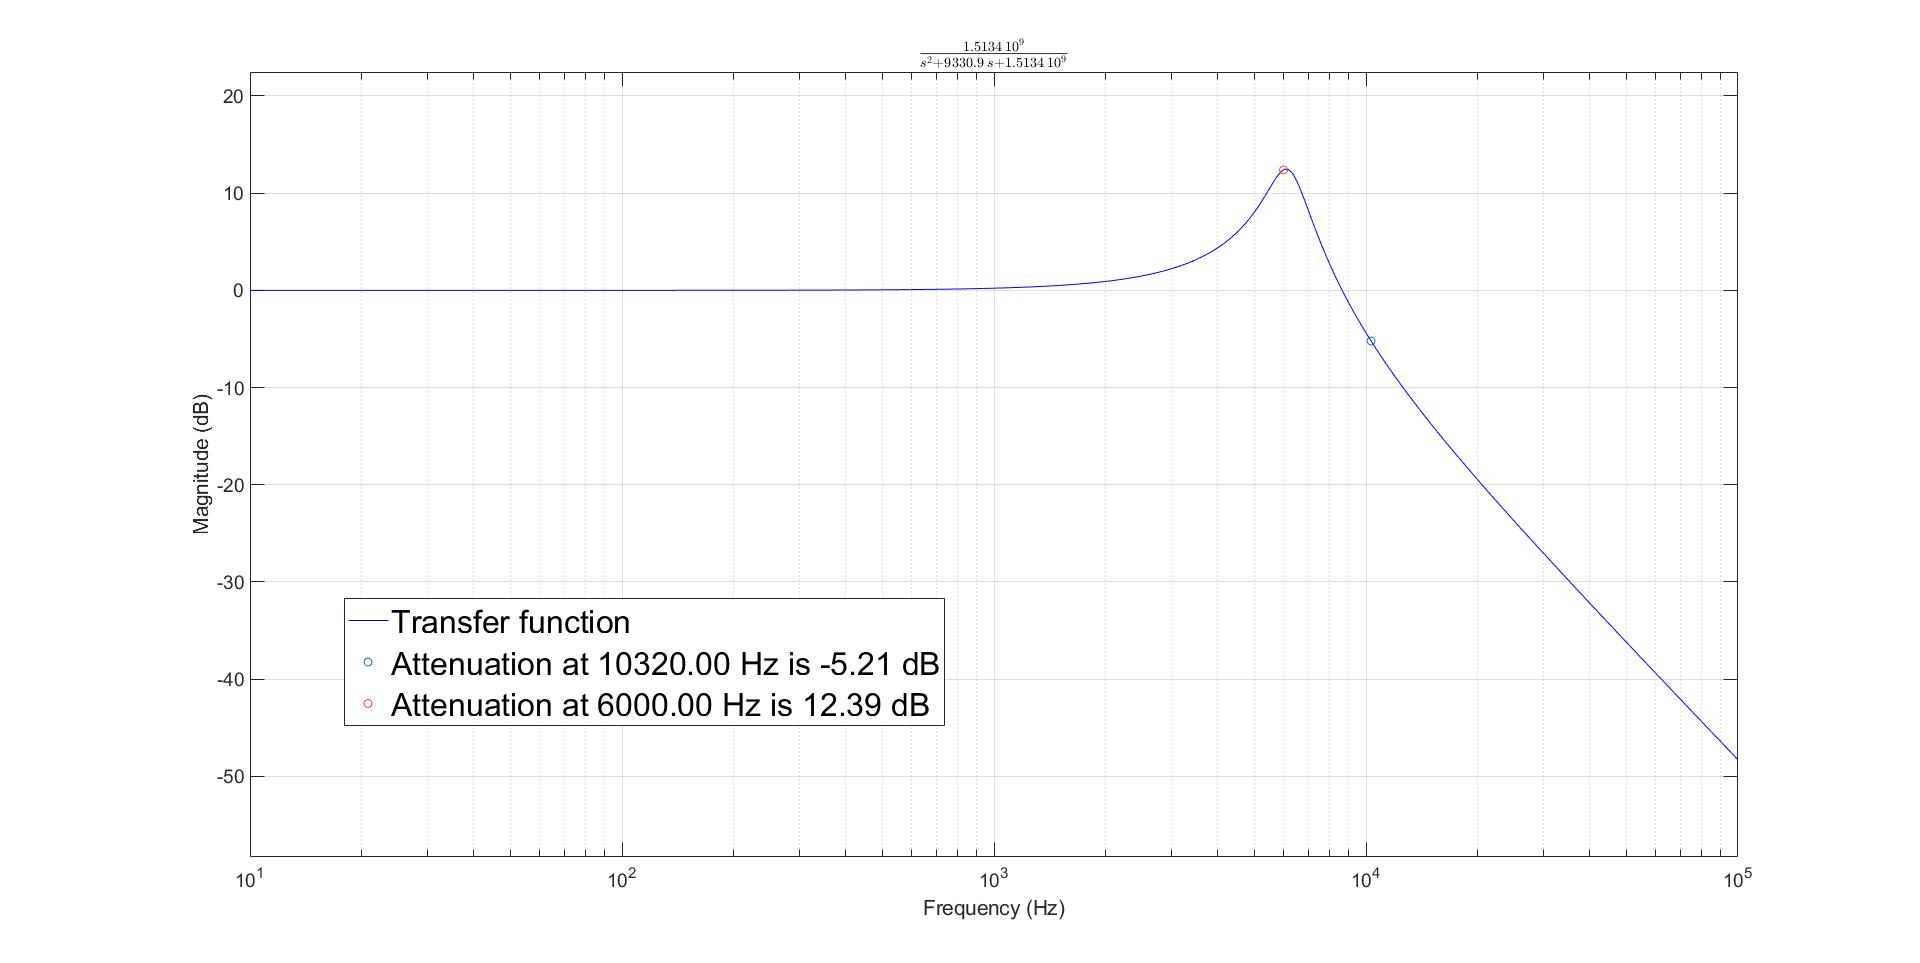 1.5134 10^9
s^2+9330.9 s+1.5134 10^9
20
10
0
-10
-20
-30
-40
-50
Magnitude (dB)
Transfer function
Attenuation at 10320.00 Hz is -5.21 dB
Attenuation at 6000.00 Hz is 12.39 dB
10^1 10^2 10^3 10^4 10^5
Frequency (Hz)